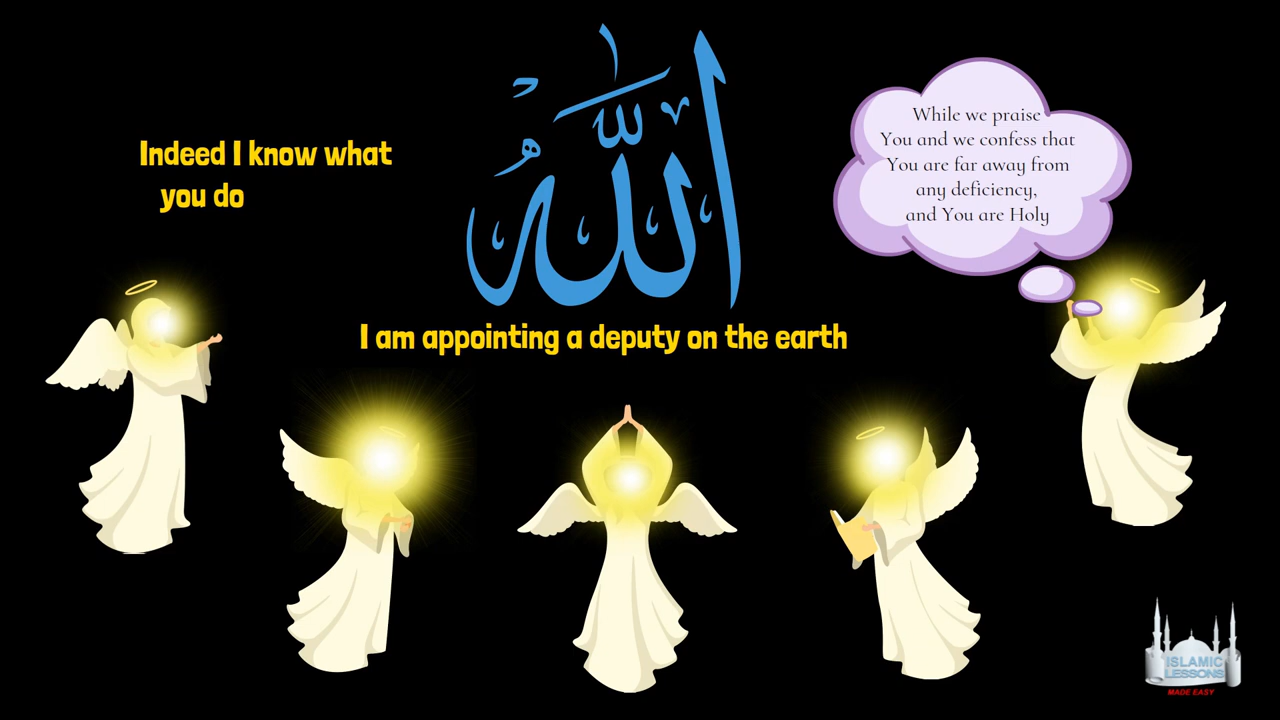 اللّٰهُ
While we praise
You and we confess that
You are far away from
any deficiency,
and You are Holy
Indeed I know what
you do
I am appointing a deputy on the earth
ISLAMIC
LESSONS
MADE EASY